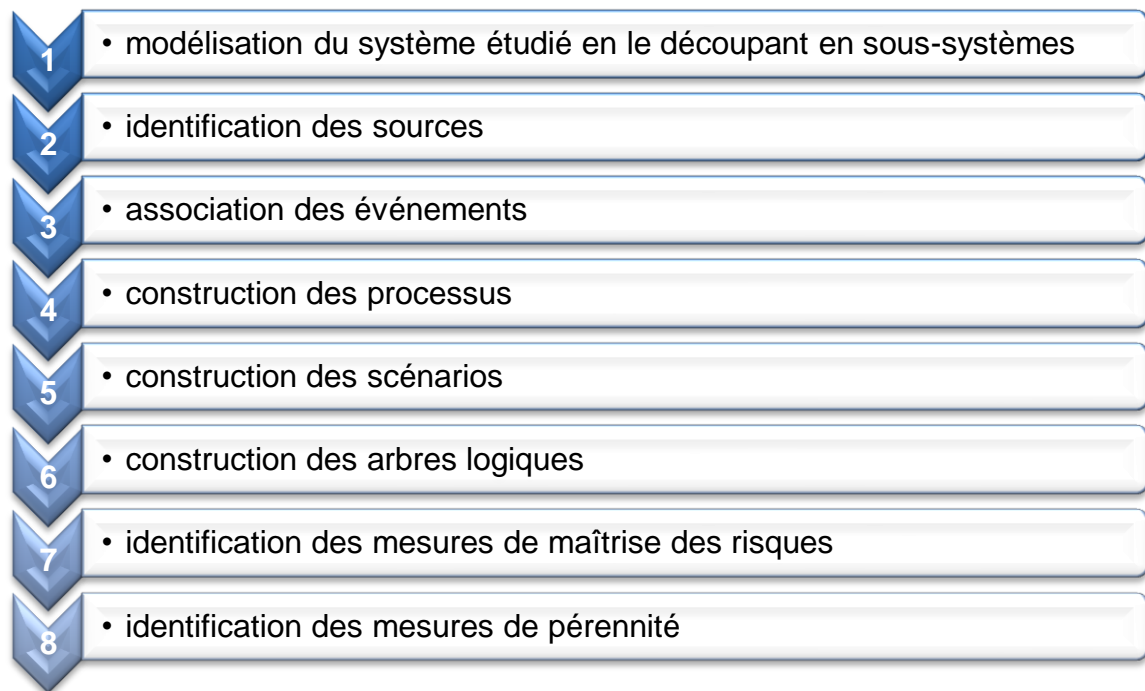 1 • modélisation du système étudié en le découpant en sous-systèmes
2 • identification des sources
3 • association des événements
4 • construction des processus
5 • construction des scénarios
6 • construction des arbres logiques
7 • identification des mesures de maîtrise des risques
8 • identification des mesures de pérennité